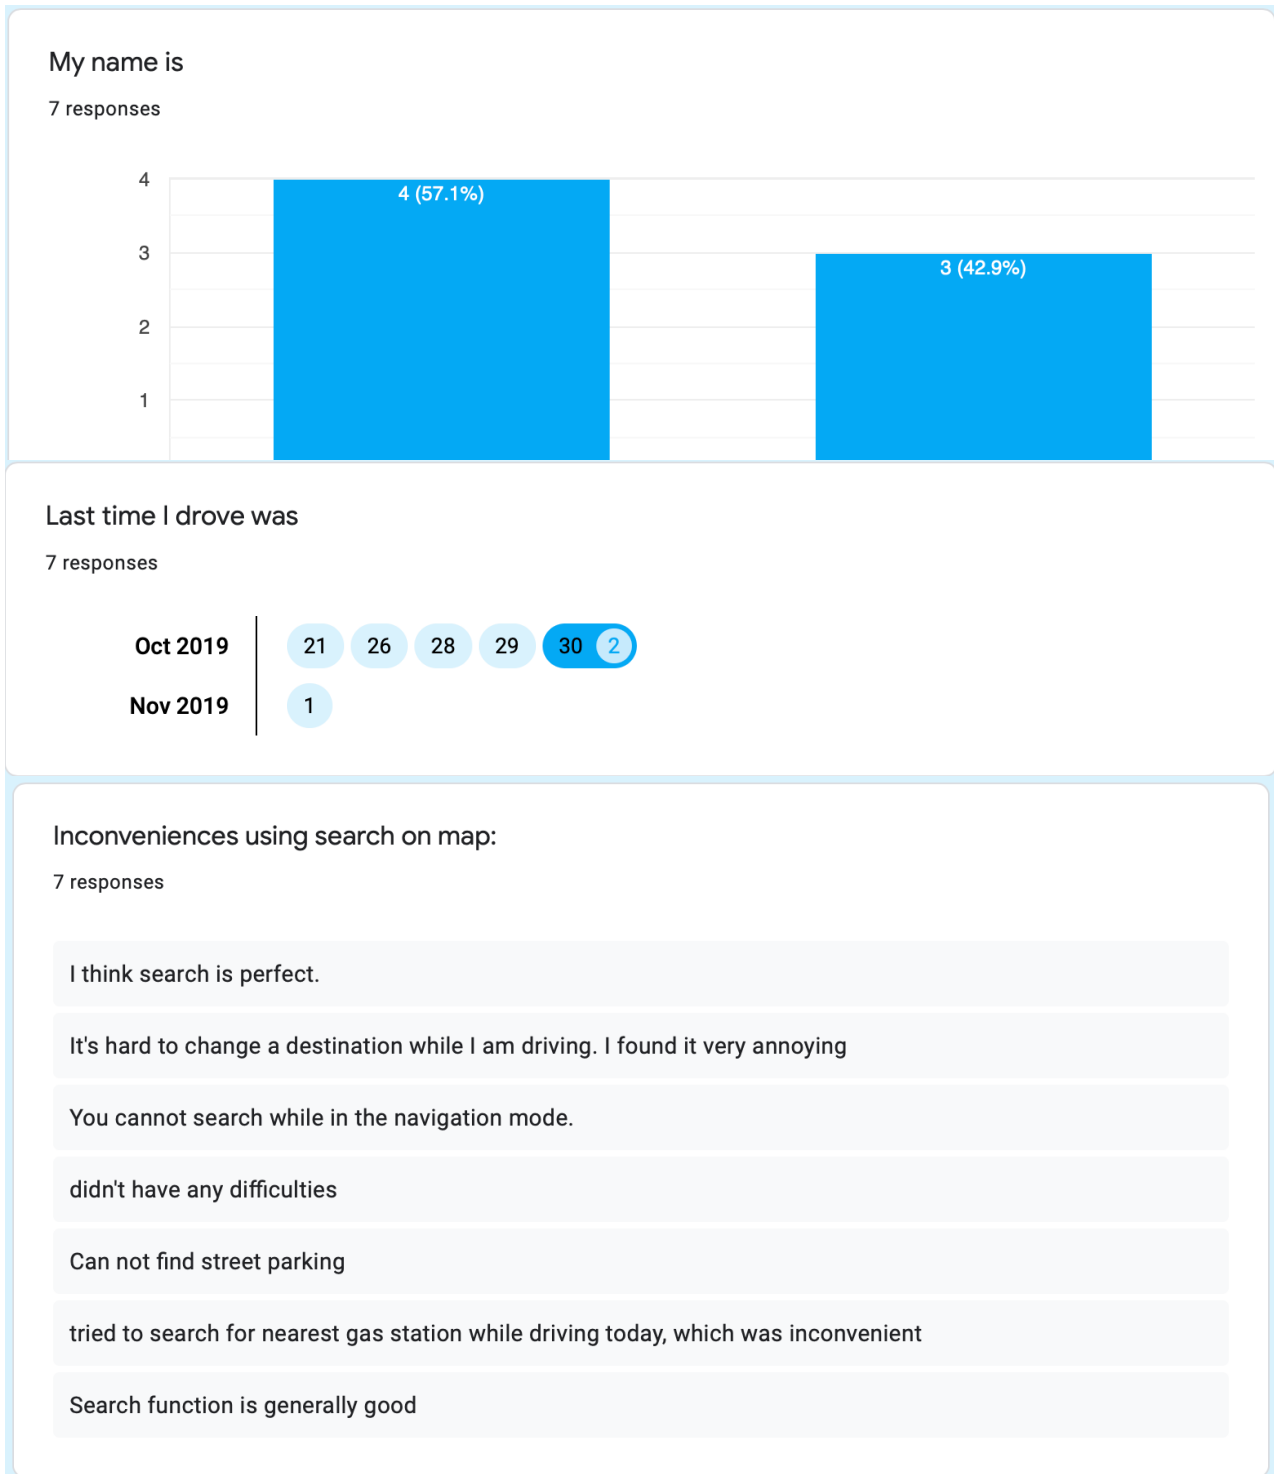 My name is
7 responses
4
4 (57.1%)
3
3 (42.9%)
2
1
Last time I drove was
7 responses
Oct 2019 21 26 28 29 30 2
Nov 2019 1
Inconveniences using search on map:
7 responses
I think search is perfect.
It's hard to change a destination while I am driving. I found it very annoying
You cannot search while in the navigation mode.
didn't have any difficulties
Can not find street parking
tried to search for nearest gas station while driving today, which was inconvenient
Search function is generally good